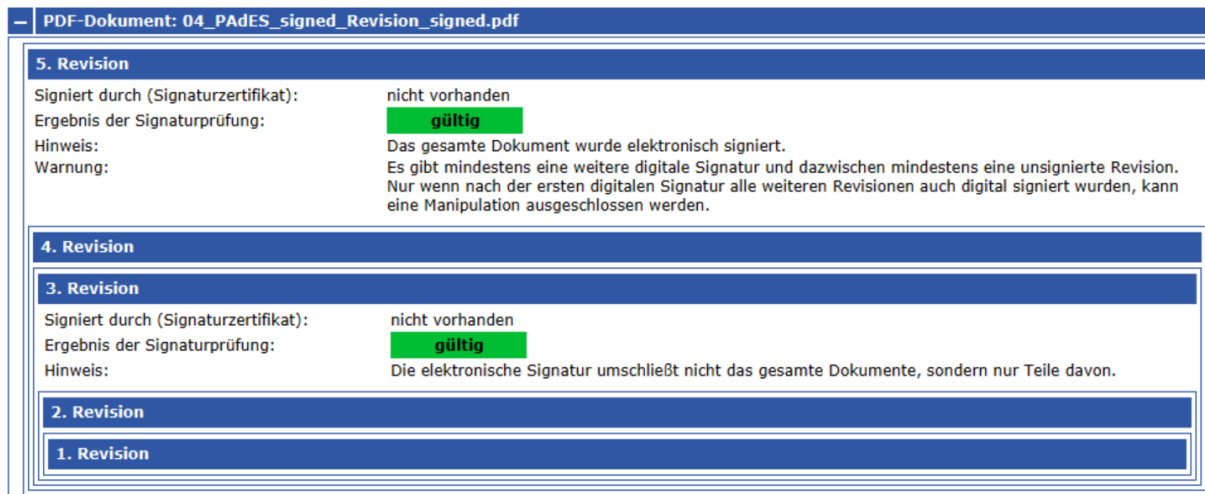 − PDF-Dokument: 04_PAdES_signed_Revision_signed.pdf
5. Revision
Signiert durch (Signaturzertifikat): nicht vorhanden
Ergebnis der Signaturprüfung: gültig
Hinweis: Das gesamte Dokument wurde elektronisch signiert.
Warnung: Es gibt mindestens eine weitere digitale Signatur und dazwischen mindestens eine unsignierte Revision.
Nur wenn nach der ersten digitalen Signatur alle weiteren Revisionen auch digital signiert wurden, kann
eine Manipulation ausgeschlossen werden.
4. Revision
3. Revision
Signiert durch (Signaturzertifikat): nicht vorhanden
Ergebnis der Signaturprüfung: gültig
Hinweis: Die elektronische Signatur umschließt nicht das gesamte Dokumente, sondern nur Teile davon.
2. Revision
1. Revision